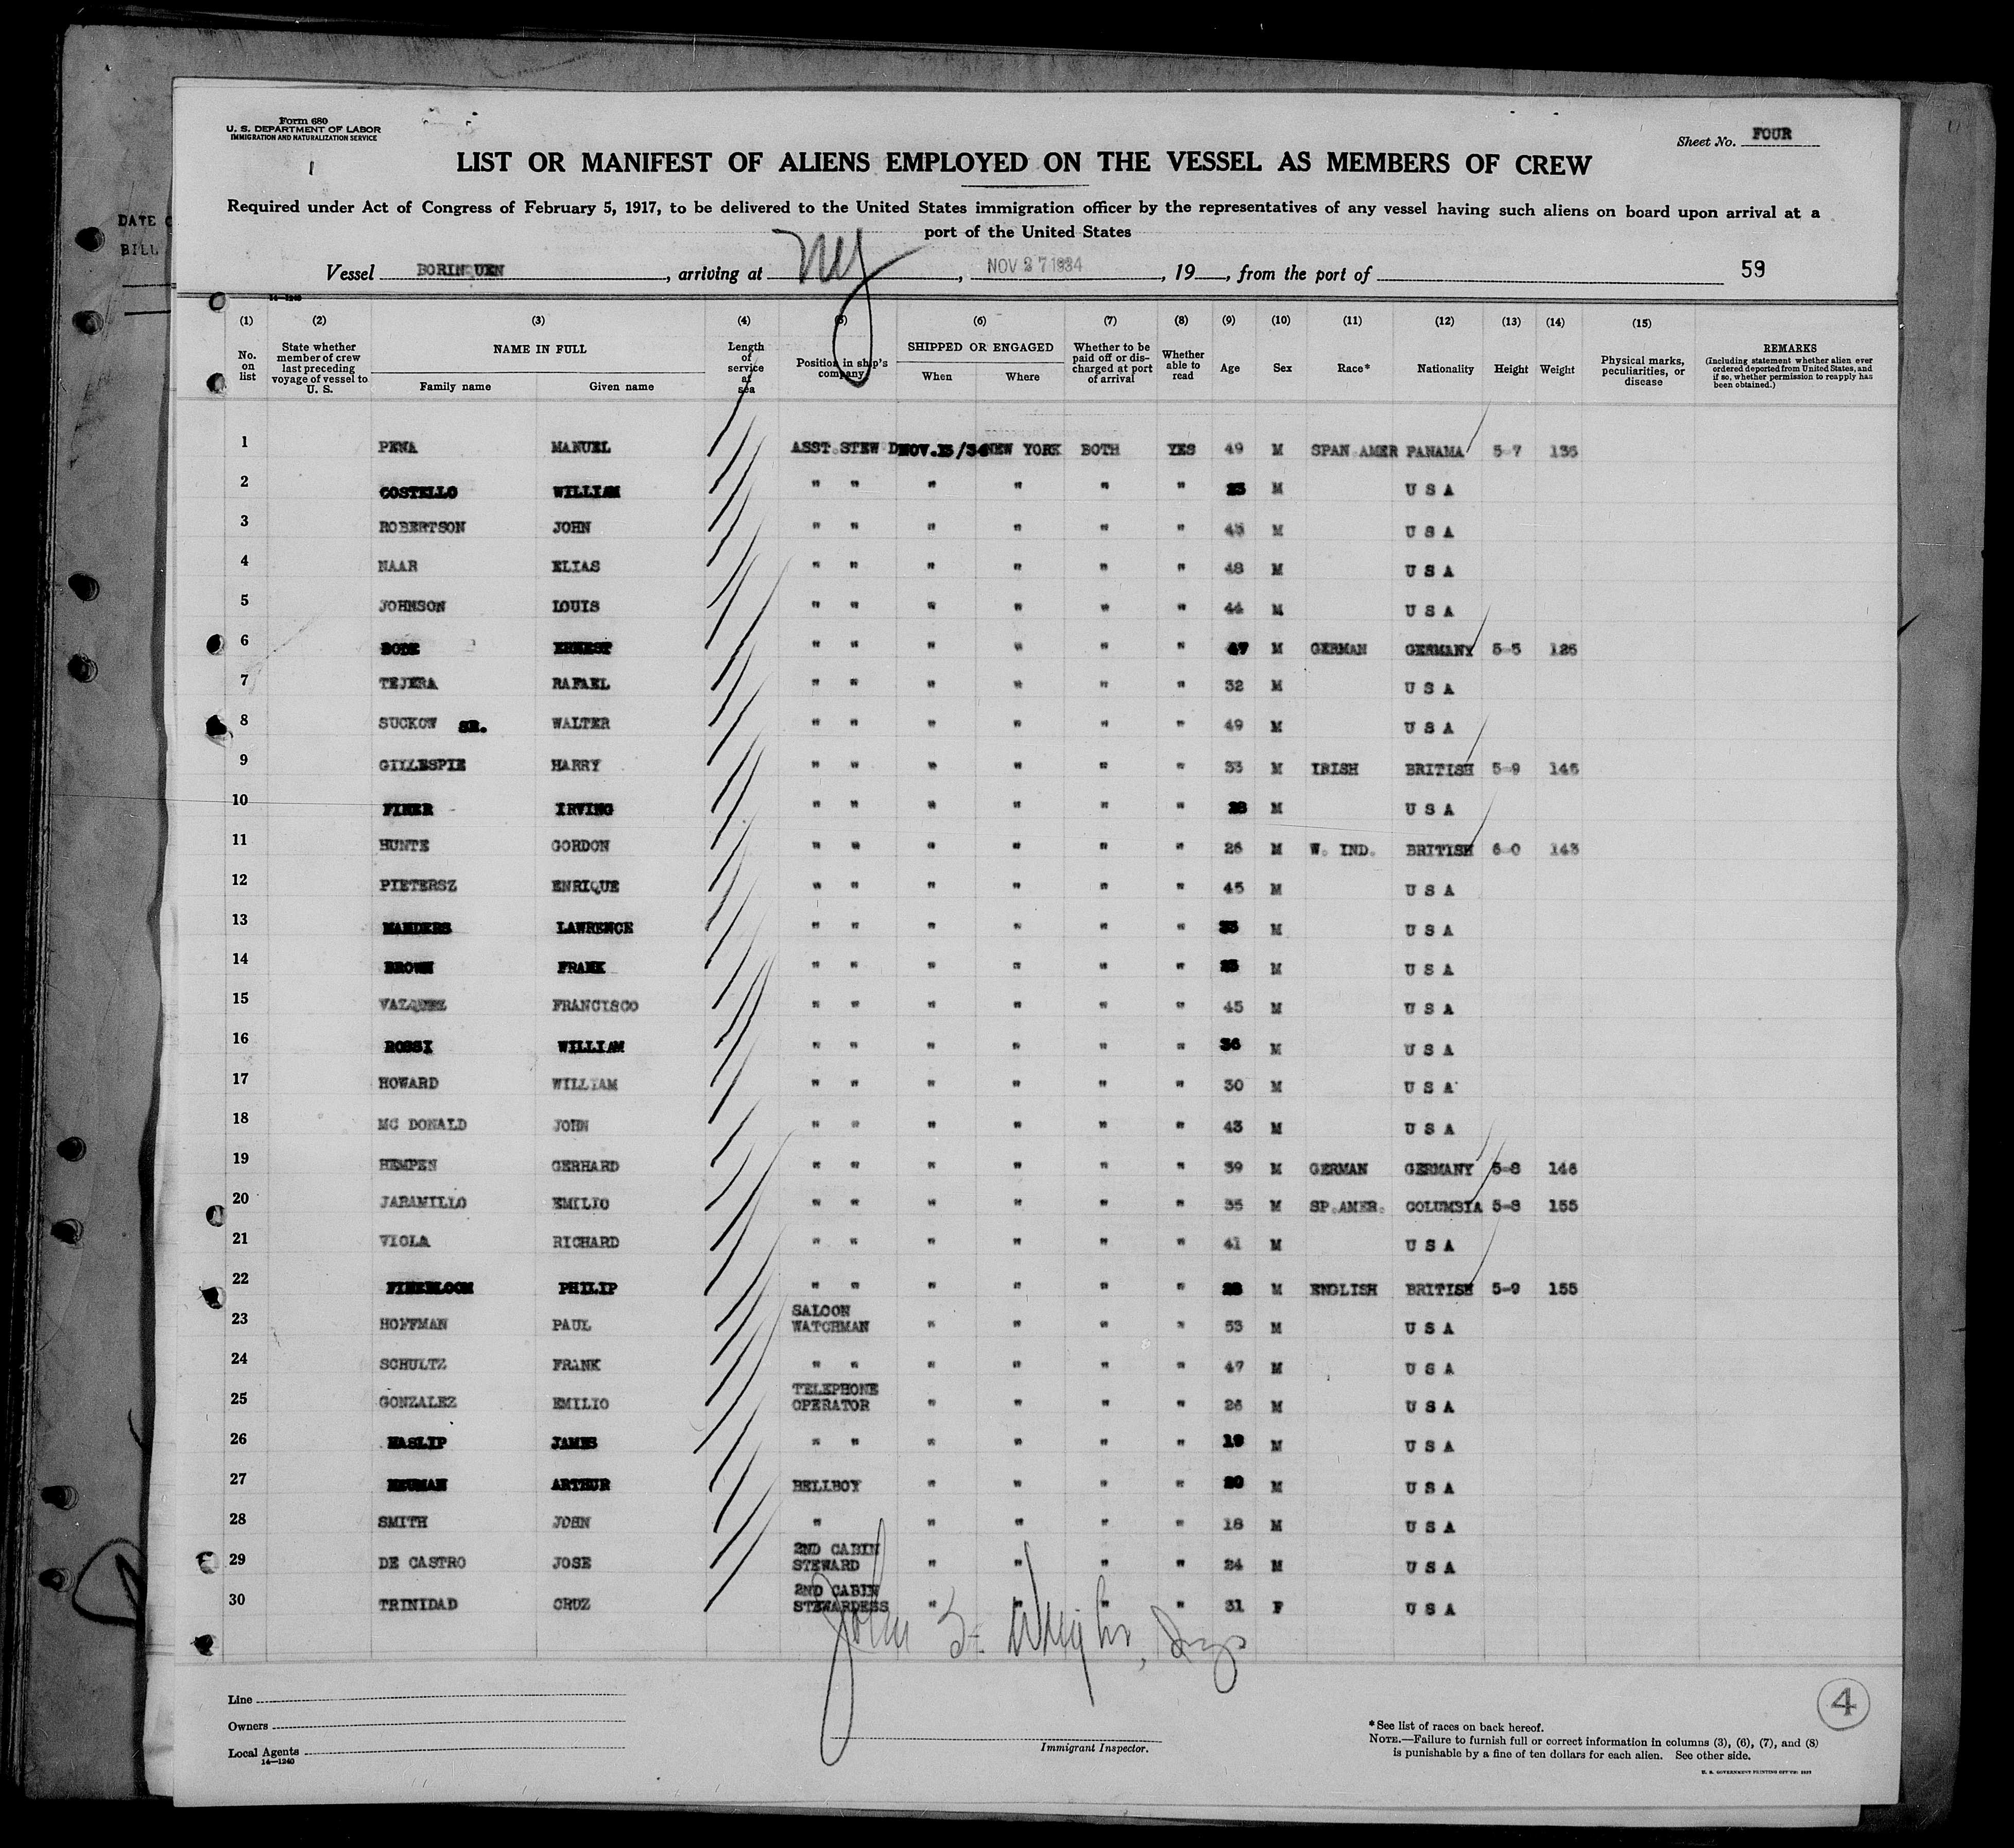 Form 680
U. S. DEPARTMENT OF LABOR
IMMIGRATION AND NATURALIZATION SERVICE
Sheet No. FOUR
LIST OR MANIFEST OF ALIENS EMPLOYED ON THE VESSEL AS MEMBERS OF CREW
Required under Act of Congress of February 5, 1917, to be delivered to the United States immigration officer by the representatives of any vessel having such aliens on board upon arrival at a
port of the United States
DATE
BILL
Vessel BORINQUEN, arriving at NY, NOV 27 1934, 19, from the port of 59
14—1240
(1) (2) (3) (4) (5) (6) (7) (8) (9) (10) (11) (12) (13) (14) (15)
No. on list
State whether member of crew last preceding voyage of vessel to U. S.
NAME IN FULL
Family name Given name
Length of service at sea
Position in ship's company
SHIPPED OR ENGAGED
When Where
Whether to be paid off or discharged at port of arrival
Whether able to read
Age Sex Race* Nationality Height Weight
Physical marks, peculiarities, or disease
REMARKS
(Including statement whether alien ever ordered deported from United States, and if so, whether permission to reapply has been obtained.)
1 PENA MANUEL ASST.STEW'D NOV.13/34 NEW YORK BOTH YES 49 M SPAN.AMER PANAMA 5-7 135
2 COSTELLO WILLIAM " " " " " " M U S A
3 ROBERTSON JOHN " " " " " " 45 M U S A
4 NAAR ELIAS " " " " " " 48 M U S A
5 JOHNSON LOUIS " " " " " " 44 M U S A
6 BODE ERNEST " " " " " " 47 M GERMAN GERMANY 5-5 125
7 TEJERA RAFAEL " " " " " " 32 M U S A
8 SUCKOW SR. WALTER " " " " " " 49 M U S A
9 GILLESPIE HARRY " " " " " " 33 M IRISH BRITISH 5-9 145
10 FINER IRVING " " " " " " 28 M U S A
11 HUNTE GORDON " " " " " " 26 M W. IND. BRITISH 6-0 143
12 PIETERSZ ENRIQUE " " " " " " 45 M U S A
13 MANDERS LAWRENCE " " " " " " M U S A
14 BROWN FRANK " " " " " " M U S A
15 VAZQUEZ FRANCISCO " " " " " " 45 M U S A
16 ROSSI WILLIAM " " " " " " 36 M U S A
17 HOWARD WILLIAM " " " " " " 30 M U S A
18 MC DONALD JOHN " " " " " " 43 M U S A
19 HEMPEN GERHARD " " " " " " 39 M GERMAN GERMANY 5-8 146
20 JARAMILLO EMILIO " " " " " " 35 M SP.AMER. COLUMBIA 5-8 155
21 VIOLA RICHARD " " " " " " 41 M U S A
22 FINEBLOOM PHILIP " " " " " " 28 M ENGLISH BRITISH 5-9 155
23 HOFFMAN PAUL SALOON WATCHMAN " " " " 53 M U S A
24 SCHULTZ FRANK " " " " " " 47 M U S A
25 GONZALEZ EMILIO TELEPHONE OPERATOR " " " " 26 M U S A
26 HASLIP JAMES " " " " " " 19 M U S A
27 NEUMAN ARTHUR BELLBOY " " " " 20 M U S A
28 SMITH JOHN " " " " " 18 M U S A
29 DE CASTRO JOSE 2ND CABIN STEWARD " " " " 24 M U S A
30 TRINIDAD CRUZ 2ND CABIN STEWARDESS " " " " 31 F U S A
Line
Owners
Local Agents
14—1240
Immigrant Inspector.
*See list of races on back hereof.
NOTE.—Failure to furnish full or correct information in columns (3), (6), (7), and (8)
is punishable by a fine of ten dollars for each alien. See other side.
4